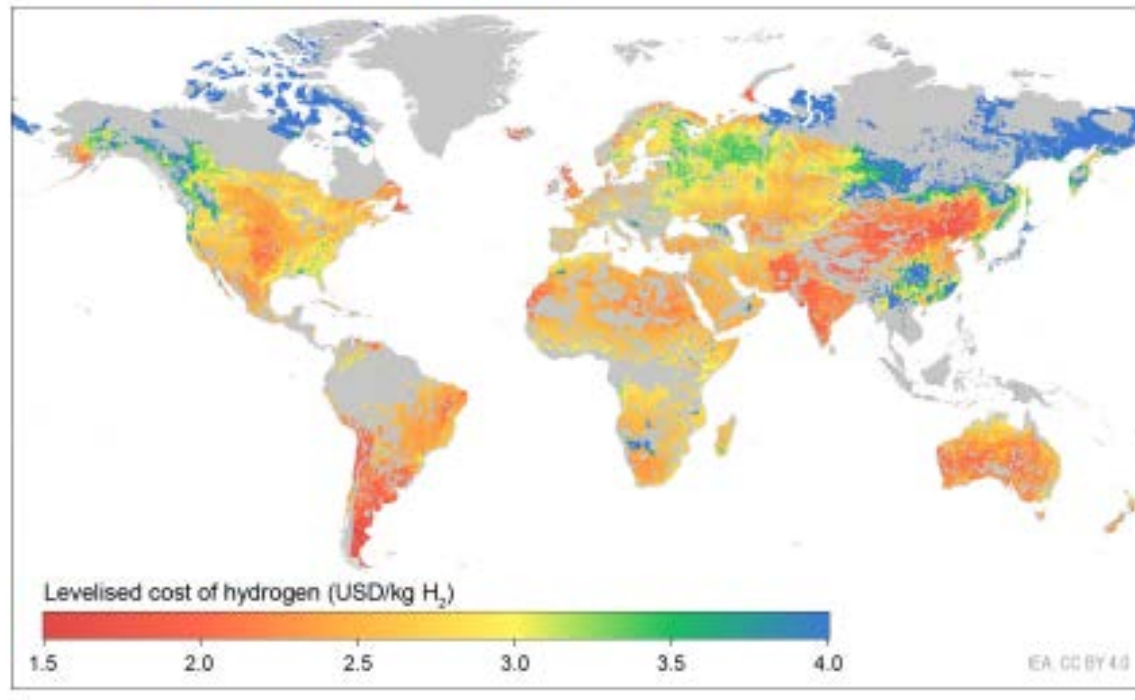 Levelised cost of hydrogen (USD/kg H₂)
1.5 2.0 2.5 3.0 3.5 4.0
IEA. CC BY 4.0